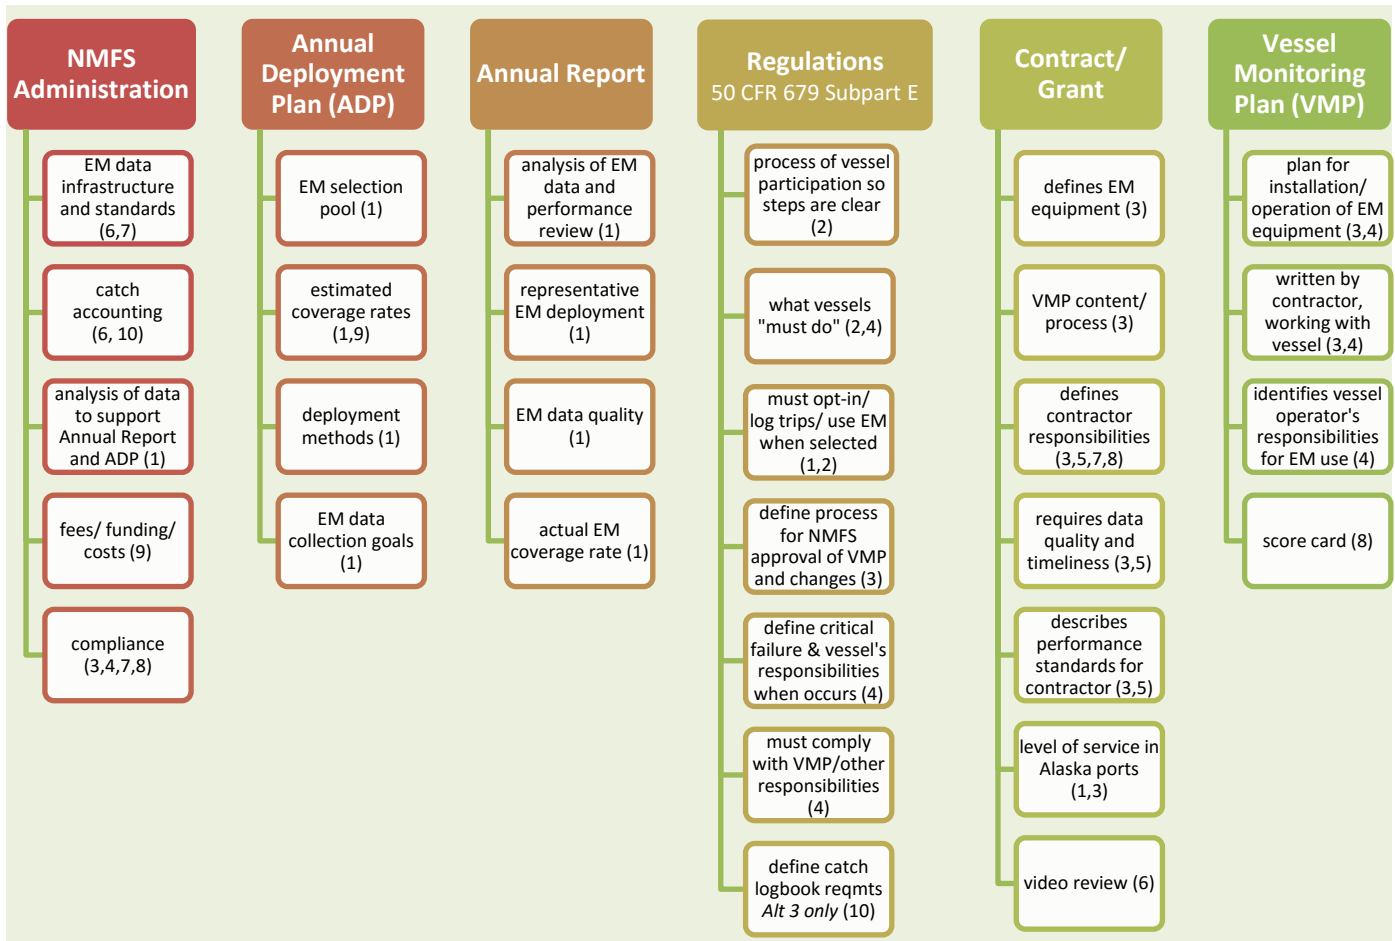 NMFS
Administration
EM data
infrastructure
and standards
(6,7)
catch
accounting
(6, 10)
analysis of data
to support
Annual Report
and ADP (1)
fees/ funding/
costs (9)
compliance
(3,4,7,8)
Annual
Deployment
Plan (ADP)
EM selection
pool (1)
estimated
coverage rates
(1,9)
deployment
methods (1)
EM data
collection goals
(1)
Annual Report
analysis of EM
data and
performance
review (1)
representative
EM deployment
(1)
EM data quality
(1)
actual EM
coverage rate (1)
Regulations
50 CFR 679 Subpart E
process of vessel
participation so
steps are clear
(2)
what vessels
"must do" (2,4)
must opt-in/
log trips/ use EM
when selected
(1,2)
define process
for NMFS
approval of VMP
and changes (3)
define critical
failure & vessel's
responsibilities
when occurs (4)
must comply
with VMP/other
responsibilities
(4)
define catch
logbook reqmts
Alt 3 only (10)
Contract/
Grant
defines EM
equipment (3)
VMP content/
process (3)
defines
contractor
responsibilities
(3,5,7,8)
requires data
quality and
timeliness (3,5)
describes
performance
standards for
contractor (3,5)
level of service in
Alaska ports
(1,3)
video review (6)
Vessel
Monitoring
Plan (VMP)
plan for
installation/
operation of EM
equipment (3,4)
written by
contractor,
working with
vessel (3,4)
identifies vessel
operator's
responsibilities
for EM use (4)
score card (8)